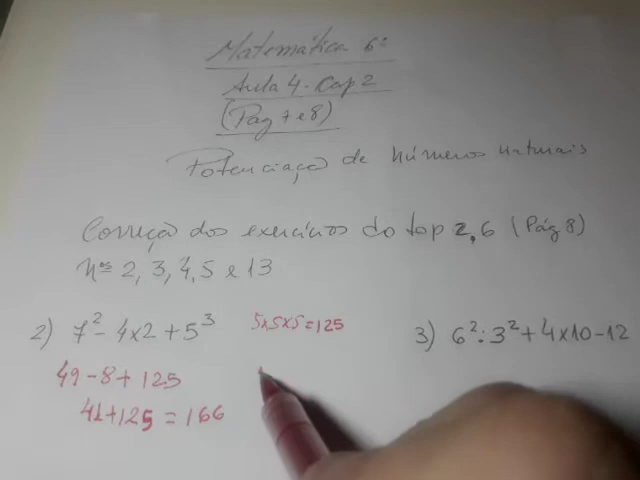 Matemática 6º
Aula 4 - Cap 2
(Pag 7 e 8)
Potenciação de números naturais
Correção dos exercícios do top 2,6 (Pág 8)
Nºs 2, 3, 4, 5 e 13
2) 7² - 4x2 + 5³
5x5x5 = 125
3) 6² : 3² + 4x10 - 12
49 - 8 + 125
41 + 125 = 166